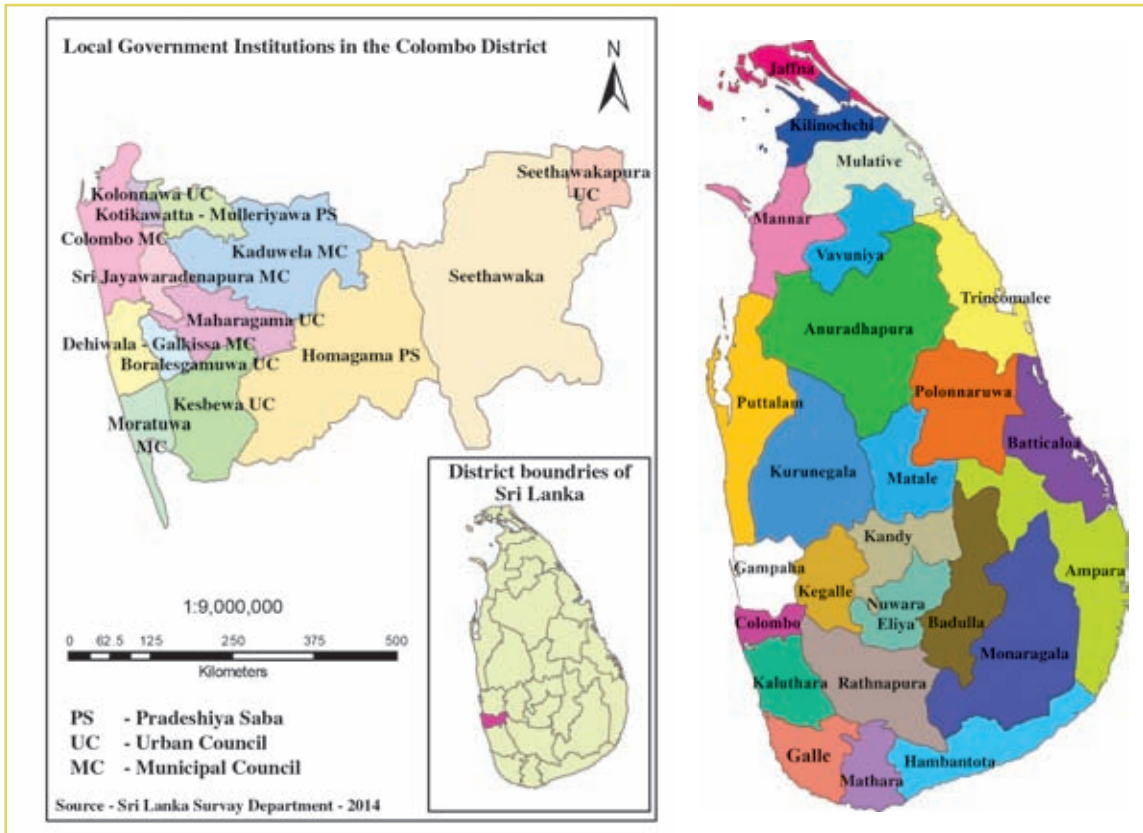 Local Government Institutions in the Colombo District
N
Seethawakapura
UC
Kolonnawa UC
Kotikawatta - Mulleriyawa PS
Colombo MC
Kaduwela MC
Sri Jayawaradenapura MC
Seethawaka
Maharagama UC
Dehiwala - Galkissa MC
Boralesgamuwa UC
Homagama PS
Kesbewa UC
Moratuwa
MC
District boundries of
Sri Lanka
1:9,000,000
0 62.5 125 250 375 500
Kilometers
PS - Pradeshiya Saba
UC - Urban Council
MC - Municipal Council
Source - Sri Lanka Survay Department - 2014
Jaffna
Kilinochchi
Mulative
Mannar
Vavuniya
Trincomalee
Anuradhapura
Polonnaruwa
Puttalam
Batticaloa
Kurunegala
Matale
Kandy
Gampaha
Ampara
Kegalle
Nuwara
Eliya
Colombo
Badulla
Monaragala
Kaluthara
Rathnapura
Galle
Hambantota
Mathara